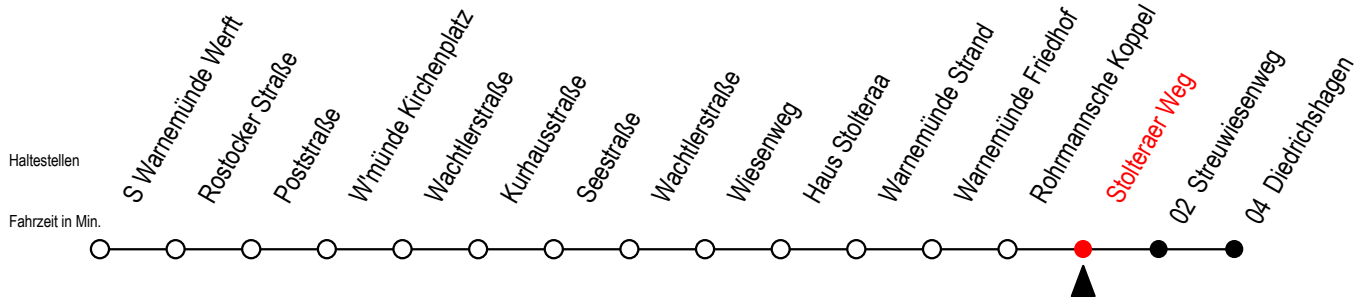 S Warnemünde Werft
Rostocker Straße
Poststraße
W'münde Kirchenplatz
Wachtlerstraße
Kurhausstraße
Seestraße
Wachtlerstraße
Wiesenweg
Haus Stolteraa
Warnemünde Strand
Warnemünde Friedhof
Rohrmannsche Koppel
Stolteraer Weg
02 Streuwiesenweg
04 Diedrichshagen
Haltestellen
Fahrzeit in Min.